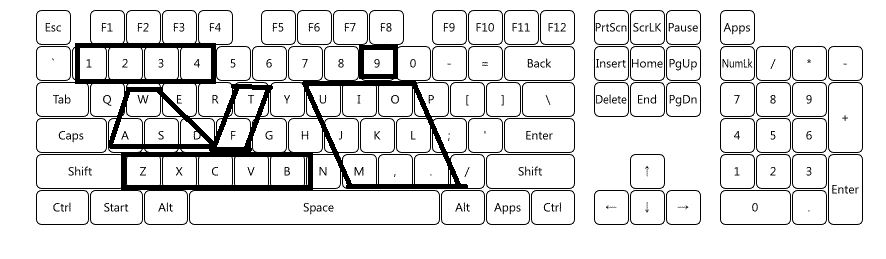 Esc F1 F2 F3 F4 F5 F6 F7 F8 F9 F10 F11 F12 PrtScn ScrLK Pause Apps
` 1 2 3 4 5 6 7 8 9 0 - = Back Insert Home PgUp NumLk / * -
Tab Q W E R T Y U I O P [ ] \ Delete End PgDn 7 8 9 +
Caps A S D F G H J K L ; ' Enter 4 5 6
Shift Z X C V B N M , . / Shift ↑ 1 2 3 Enter
Ctrl Start Alt Space Alt Apps Ctrl ← ↓ → 0 .